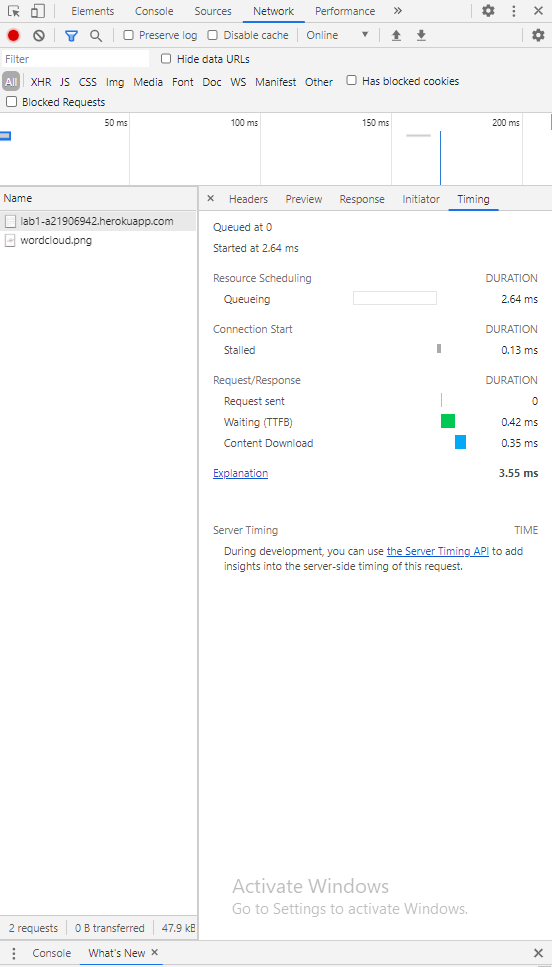 Elements Console Sources Network Performance »
Preserve log Disable cache Online
Filter Hide data URLs
All XHR JS CSS Img Media Font Doc WS Manifest Other Has blocked cookies
Blocked Requests
50 ms 100 ms 150 ms 200 ms
Name
lab1-a21906942.herokuapp.com
wordcloud.png
× Headers Preview Response Initiator Timing
Queued at 0
Started at 2.64 ms
Resource Scheduling DURATION
Queueing 2.64 ms
Connection Start DURATION
Stalled 0.13 ms
Request/Response DURATION
Request sent 0
Waiting (TTFB) 0.42 ms
Content Download 0.35 ms
Explanation 3.55 ms
Server Timing TIME
During development, you can use the Server Timing API to add
insights into the server-side timing of this request.
Activate Windows
Go to Settings to activate Windows.
2 requests 0 B transferred 47.9 kB
Console What's New ×